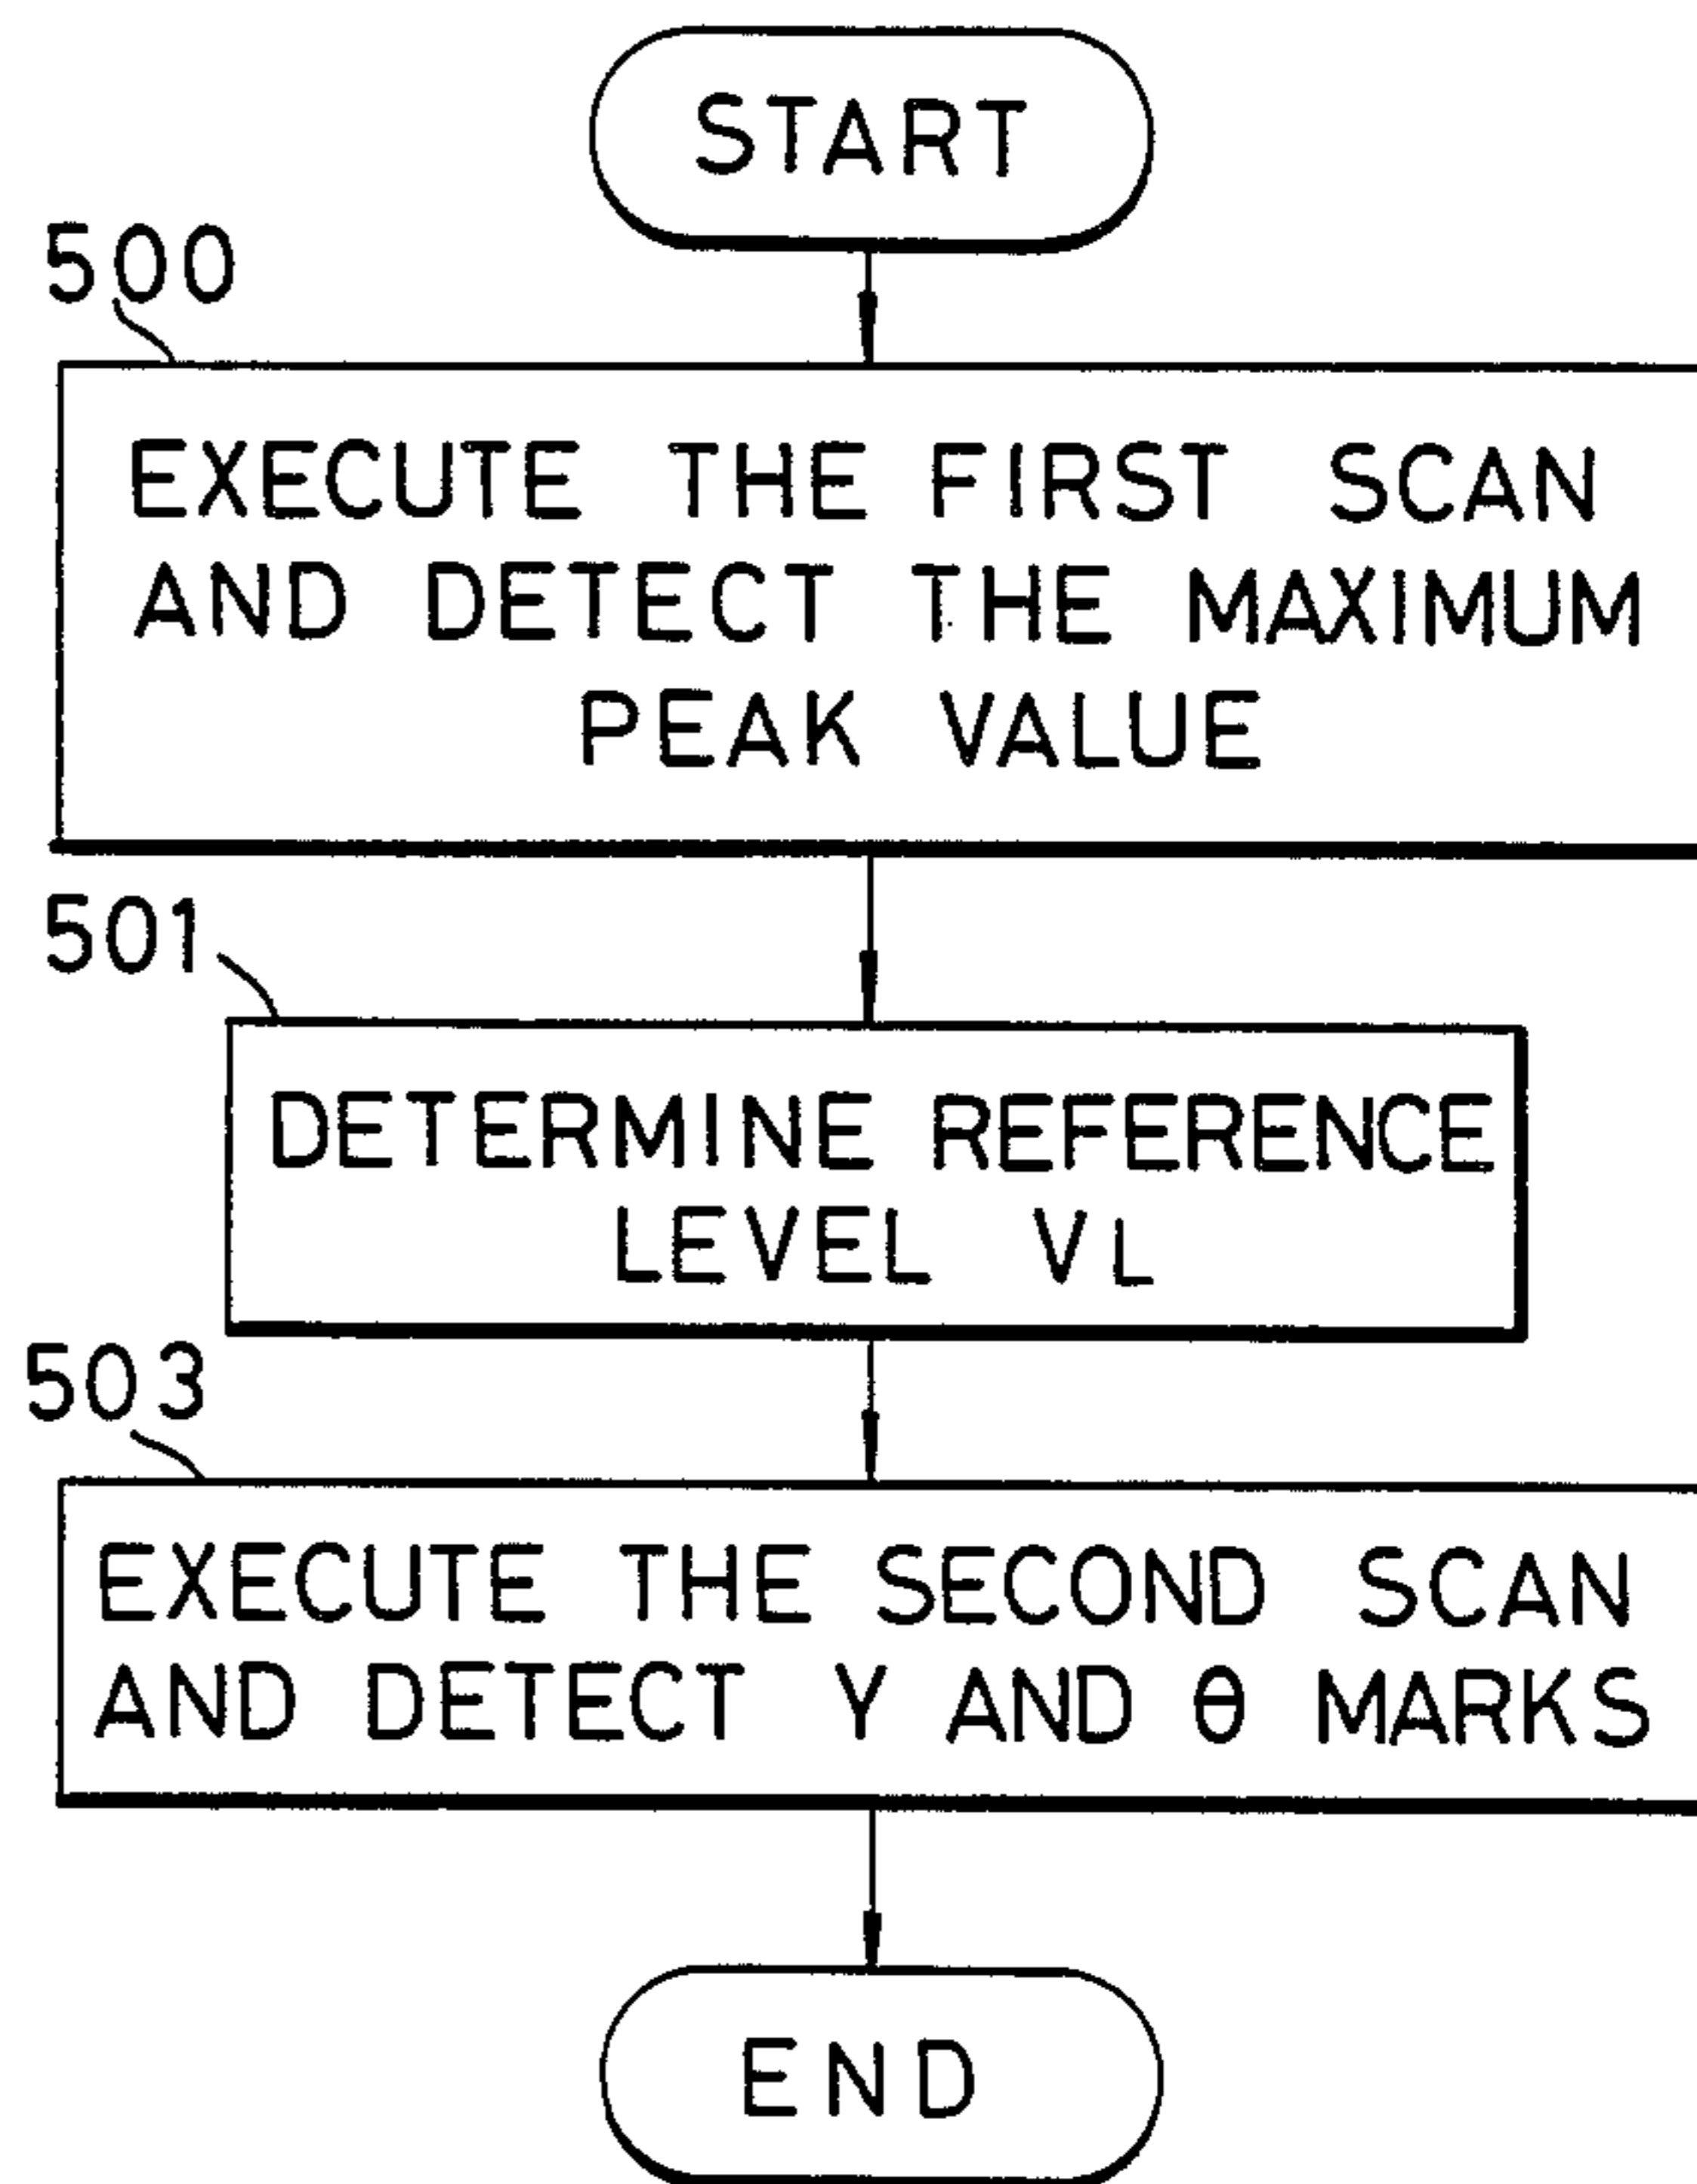 START
500
EXECUTE THE FIRST SCAN
AND DETECT THE MAXIMUM
PEAK VALUE
501
DETERMINE REFERENCE
LEVEL VL
503
EXECUTE THE SECOND SCAN
AND DETECT Y AND θ MARKS
END